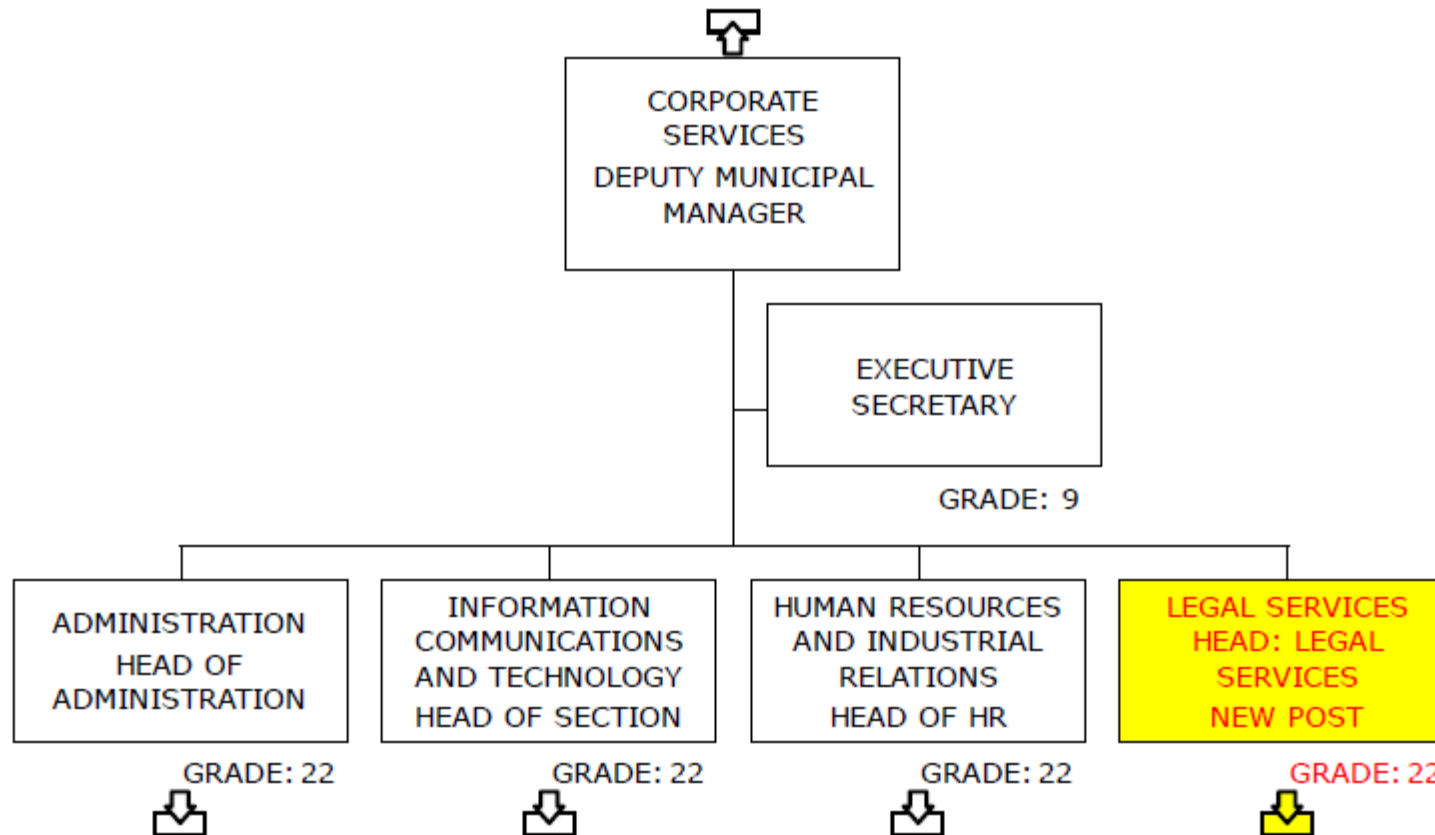 CORPORATE
SERVICES
DEPUTY MUNICIPAL
MANAGER
EXECUTIVE
SECRETARY
GRADE: 9
ADMINISTRATION
HEAD OF
ADMINISTRATION
GRADE: 22
INFORMATION
COMMUNICATIONS
AND TECHNOLOGY
HEAD OF SECTION
GRADE: 22
HUMAN RESOURCES
AND INDUSTRIAL
RELATIONS
HEAD OF HR
GRADE: 22
LEGAL SERVICES
HEAD: LEGAL
SERVICES
NEW POST
GRADE: 22